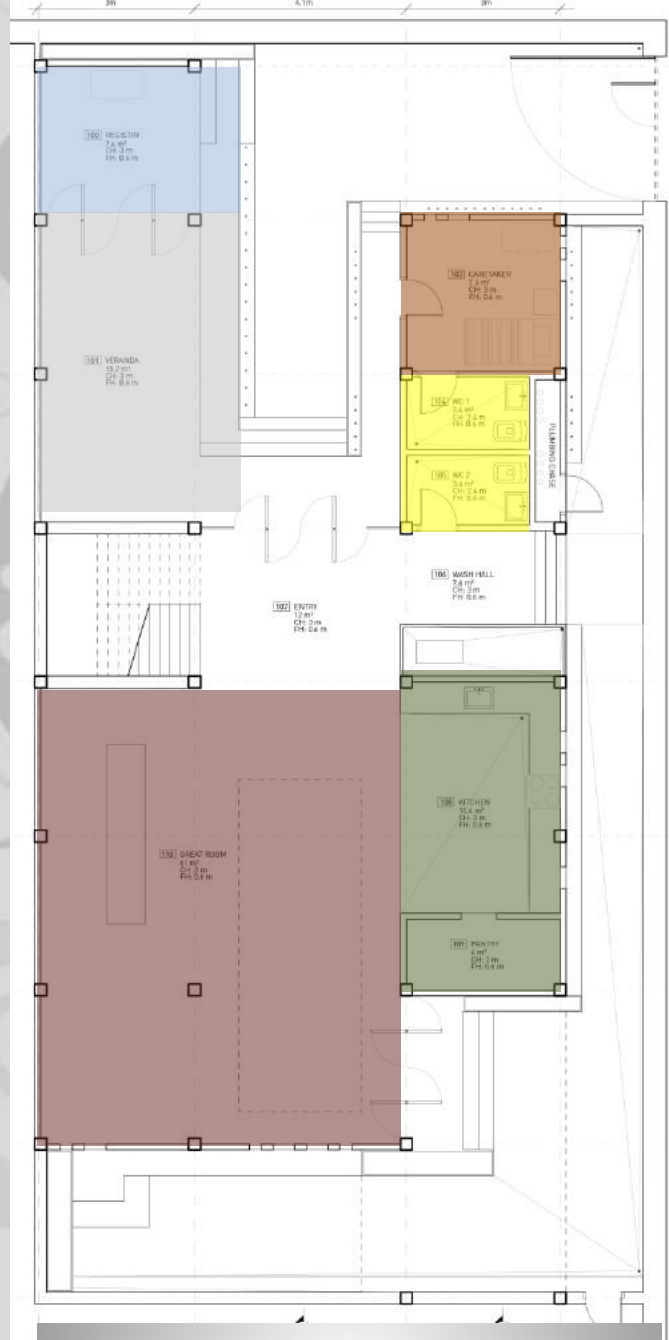 3m 4.1m 3m
100 REGISTRY
7.6 m²
CH: 3 m
FH: 0.6 m
103 CARETAKER
7.6 m²
CH: 3 m
FH: 0.6 m
101 VERANDA
15.2 m²
CH: 3 m
FH: 0.6 m
104 WC 1
3.4 m²
CH: 2.4 m
FH: 0.6 m
PLUMBING CHASE
105 WC 2
3.4 m²
CH: 2.4 m
FH: 0.6 m
106 WASH HALL
7.6 m²
CH: 3 m
FH: 0.6 m
107 ENTRY
12 m²
CH: 3 m
FH: 0.6 m
108 KITCHEN
15.4 m²
CH: 3 m
FH: 0.6 m
GREAT ROOM
61 m²
CH: 3 m
FH: 0.6 m
109 PANTRY
4 m²
CH: 3 m
FH: 0.6 m